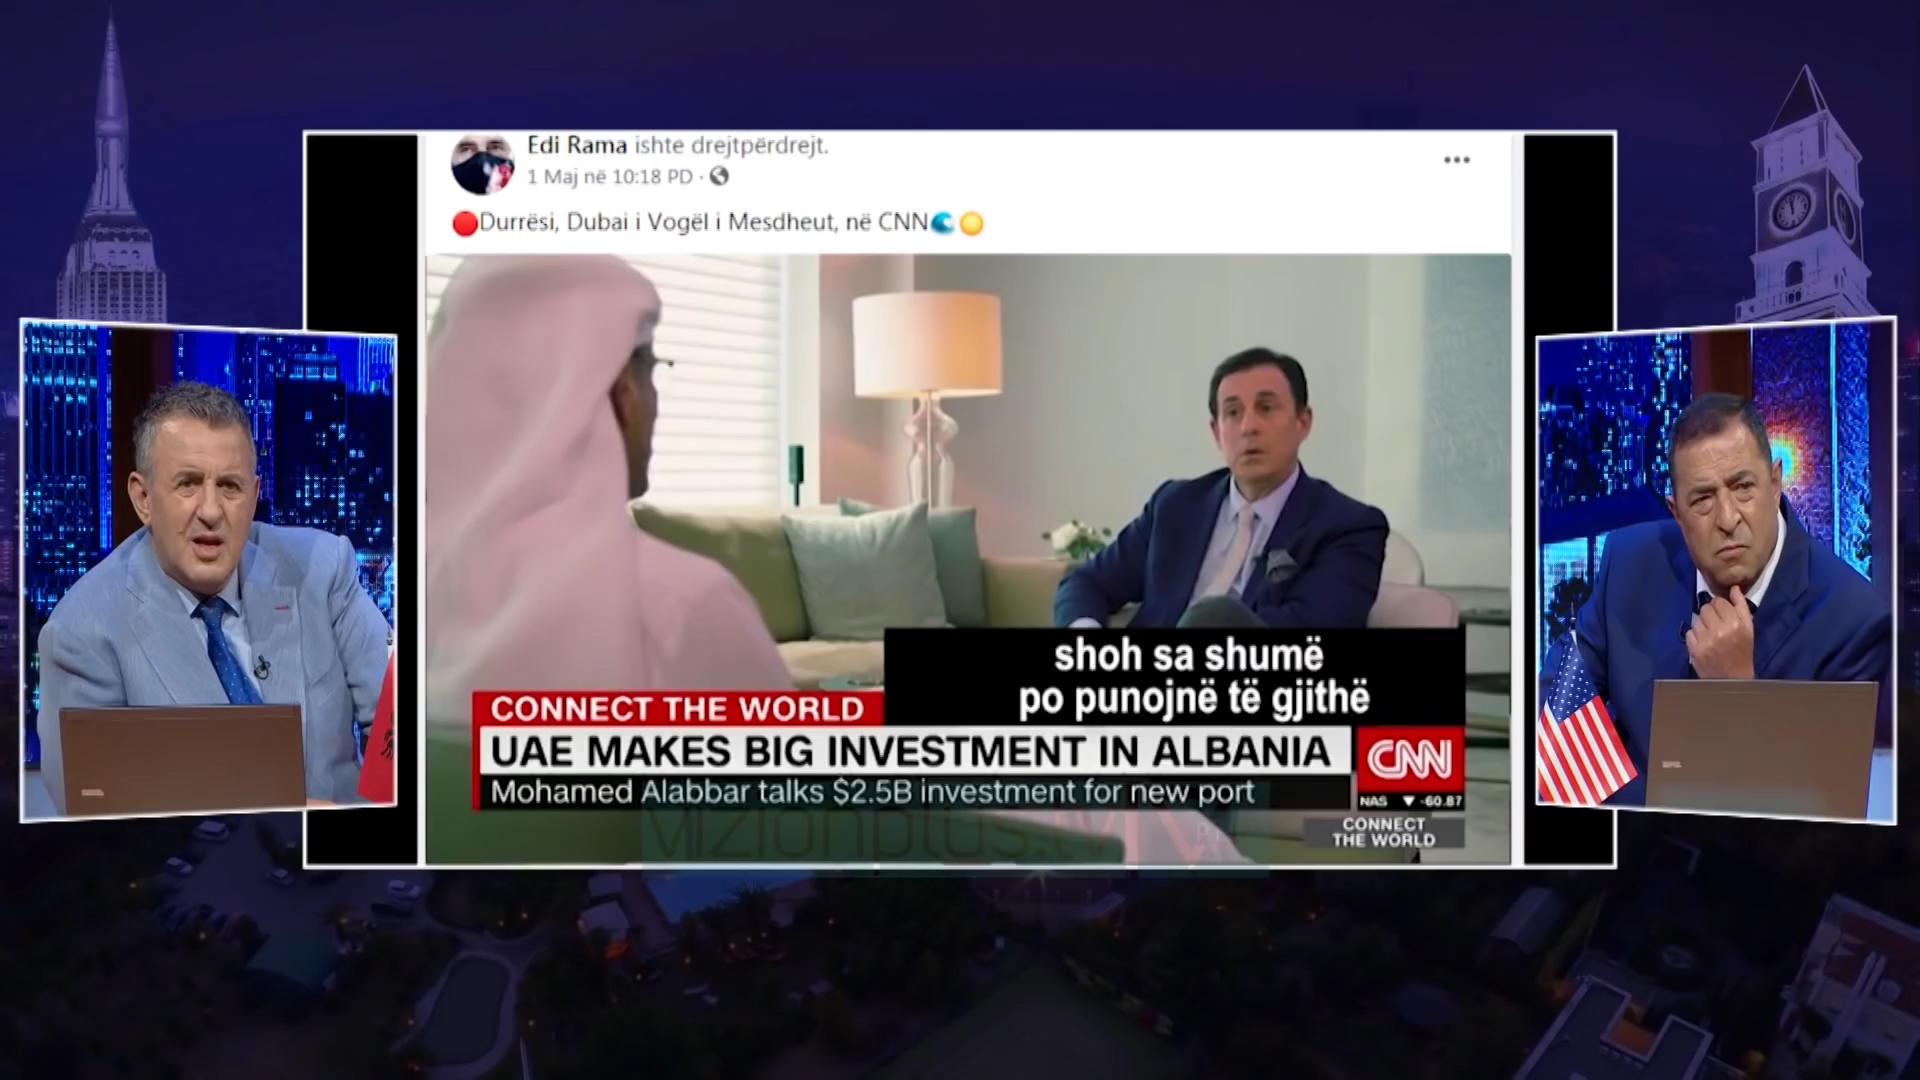 Edi Rama ishte drejtpërdrejt.
1 Maj në 10:18 PD ·
Durrësi, Dubai i Vogël i Mesdheut, në CNN
shoh sa shumë
po punojnë të gjithë
CONNECT THE WORLD
UAE MAKES BIG INVESTMENT IN ALBANIA
Mohamed Alabbar talks $2.5B investment for new port
CNN
NAS ▼ -60.87
CONNECT
THE WORLD
vizionplus.tv